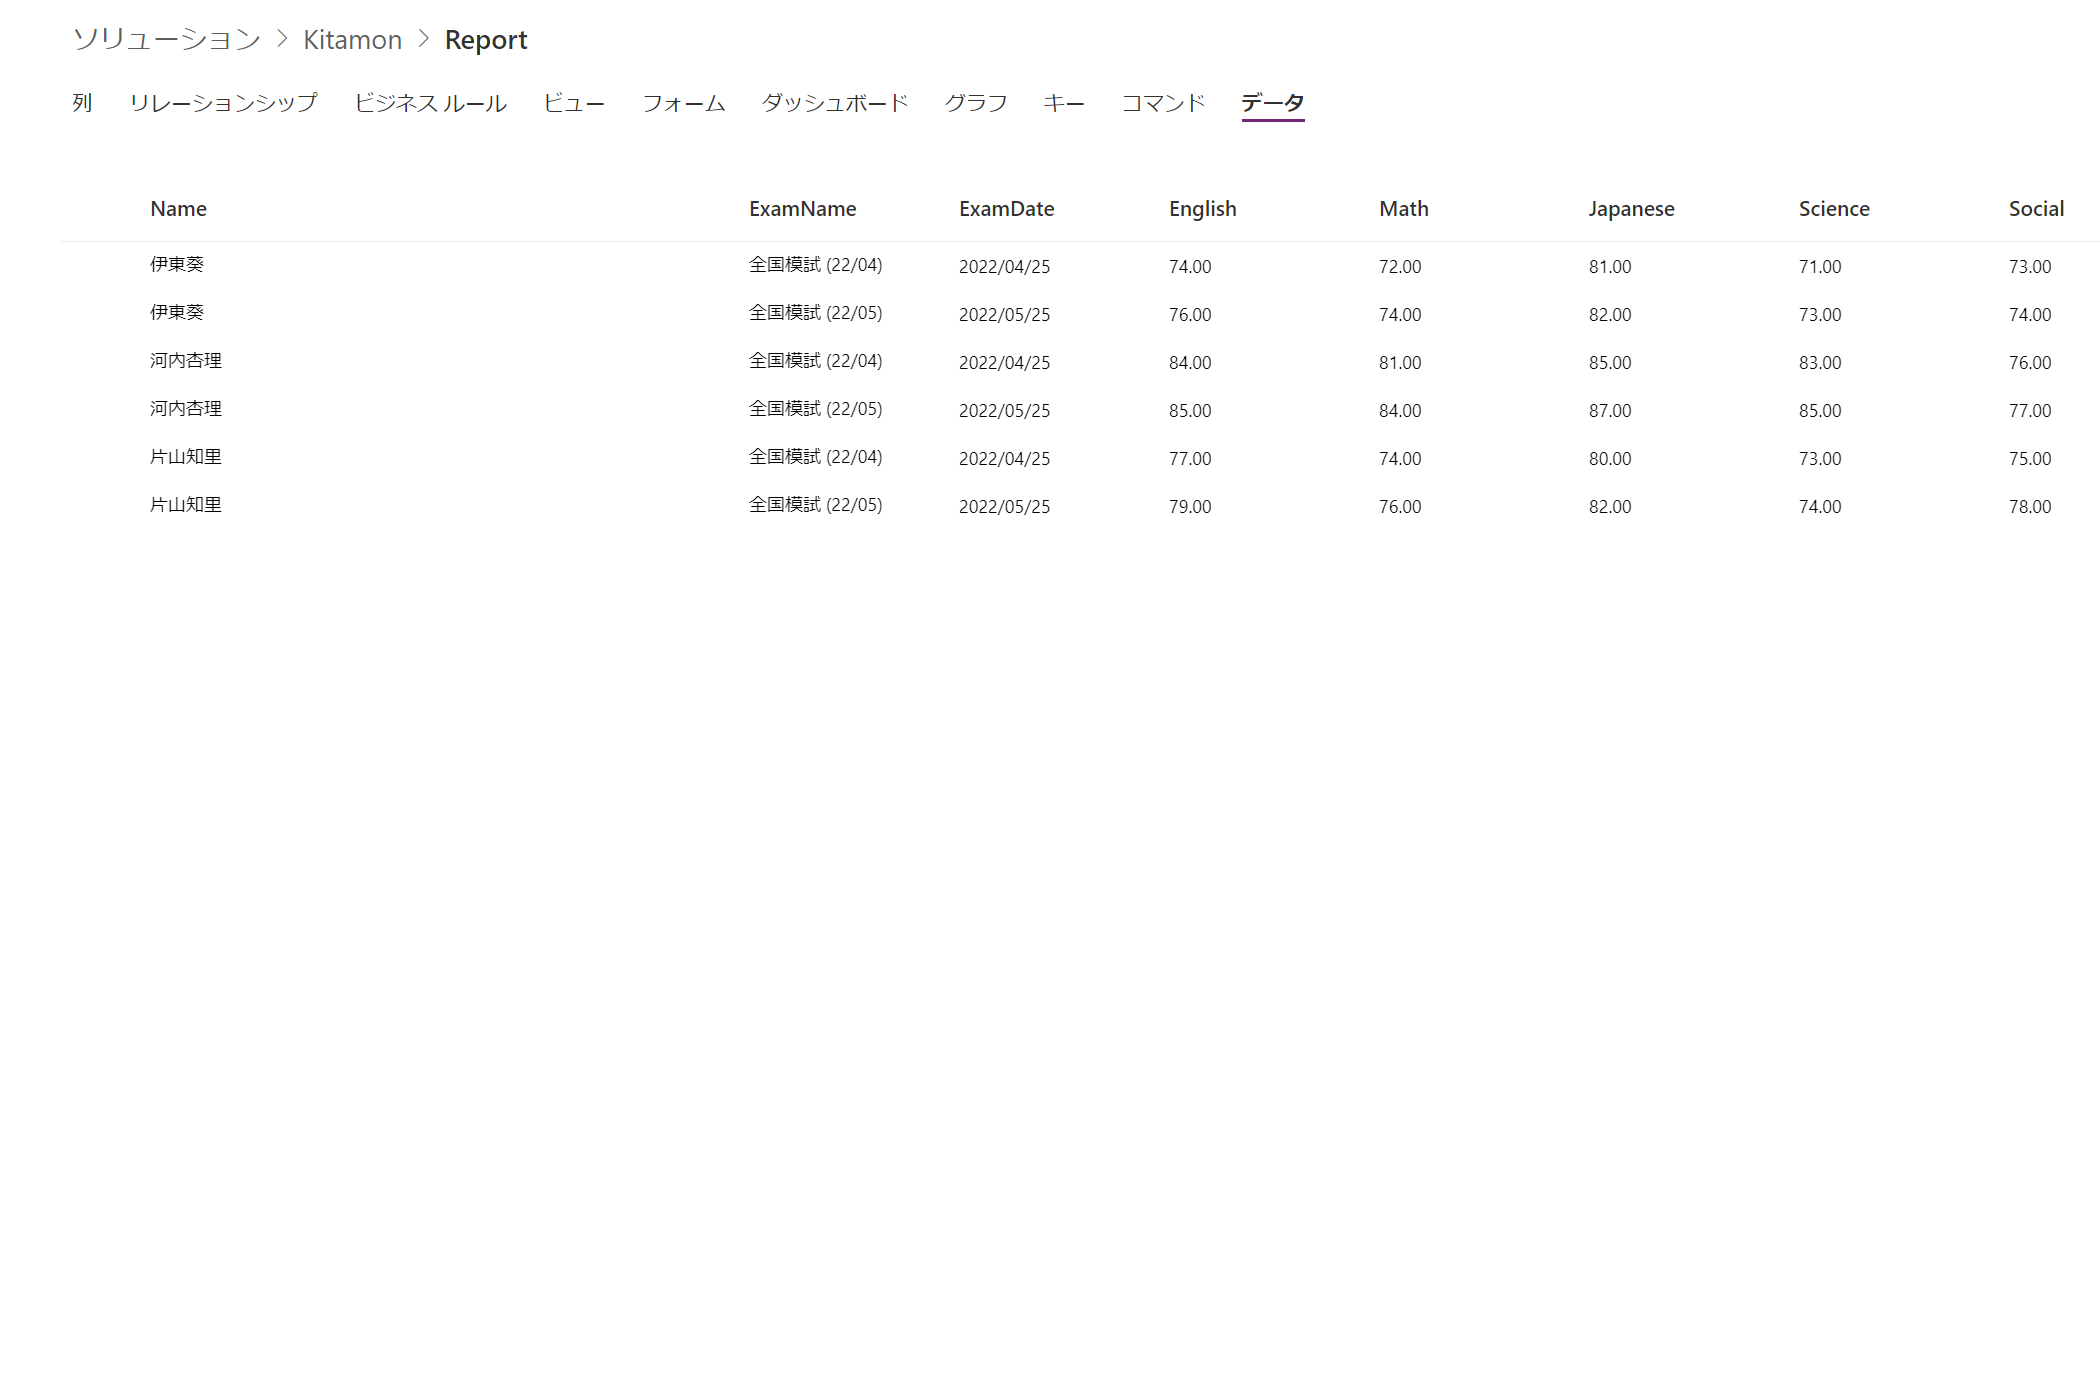 ソリューション > Kitamon > Report
列 リレーションシップ ビジネス ルール ビュー フォーム ダッシュボード グラフ キー コマンド データ
Name ExamName ExamDate English Math Japanese Science Social
伊東葵 全国模試 (22/04) 2022/04/25 74.00 72.00 81.00 71.00 73.00
伊東葵 全国模試 (22/05) 2022/05/25 76.00 74.00 82.00 73.00 74.00
河内杏理 全国模試 (22/04) 2022/04/25 84.00 81.00 85.00 83.00 76.00
河内杏理 全国模試 (22/05) 2022/05/25 85.00 84.00 87.00 85.00 77.00
片山知里 全国模試 (22/04) 2022/04/25 77.00 74.00 80.00 73.00 75.00
片山知里 全国模試 (22/05) 2022/05/25 79.00 76.00 82.00 74.00 78.00